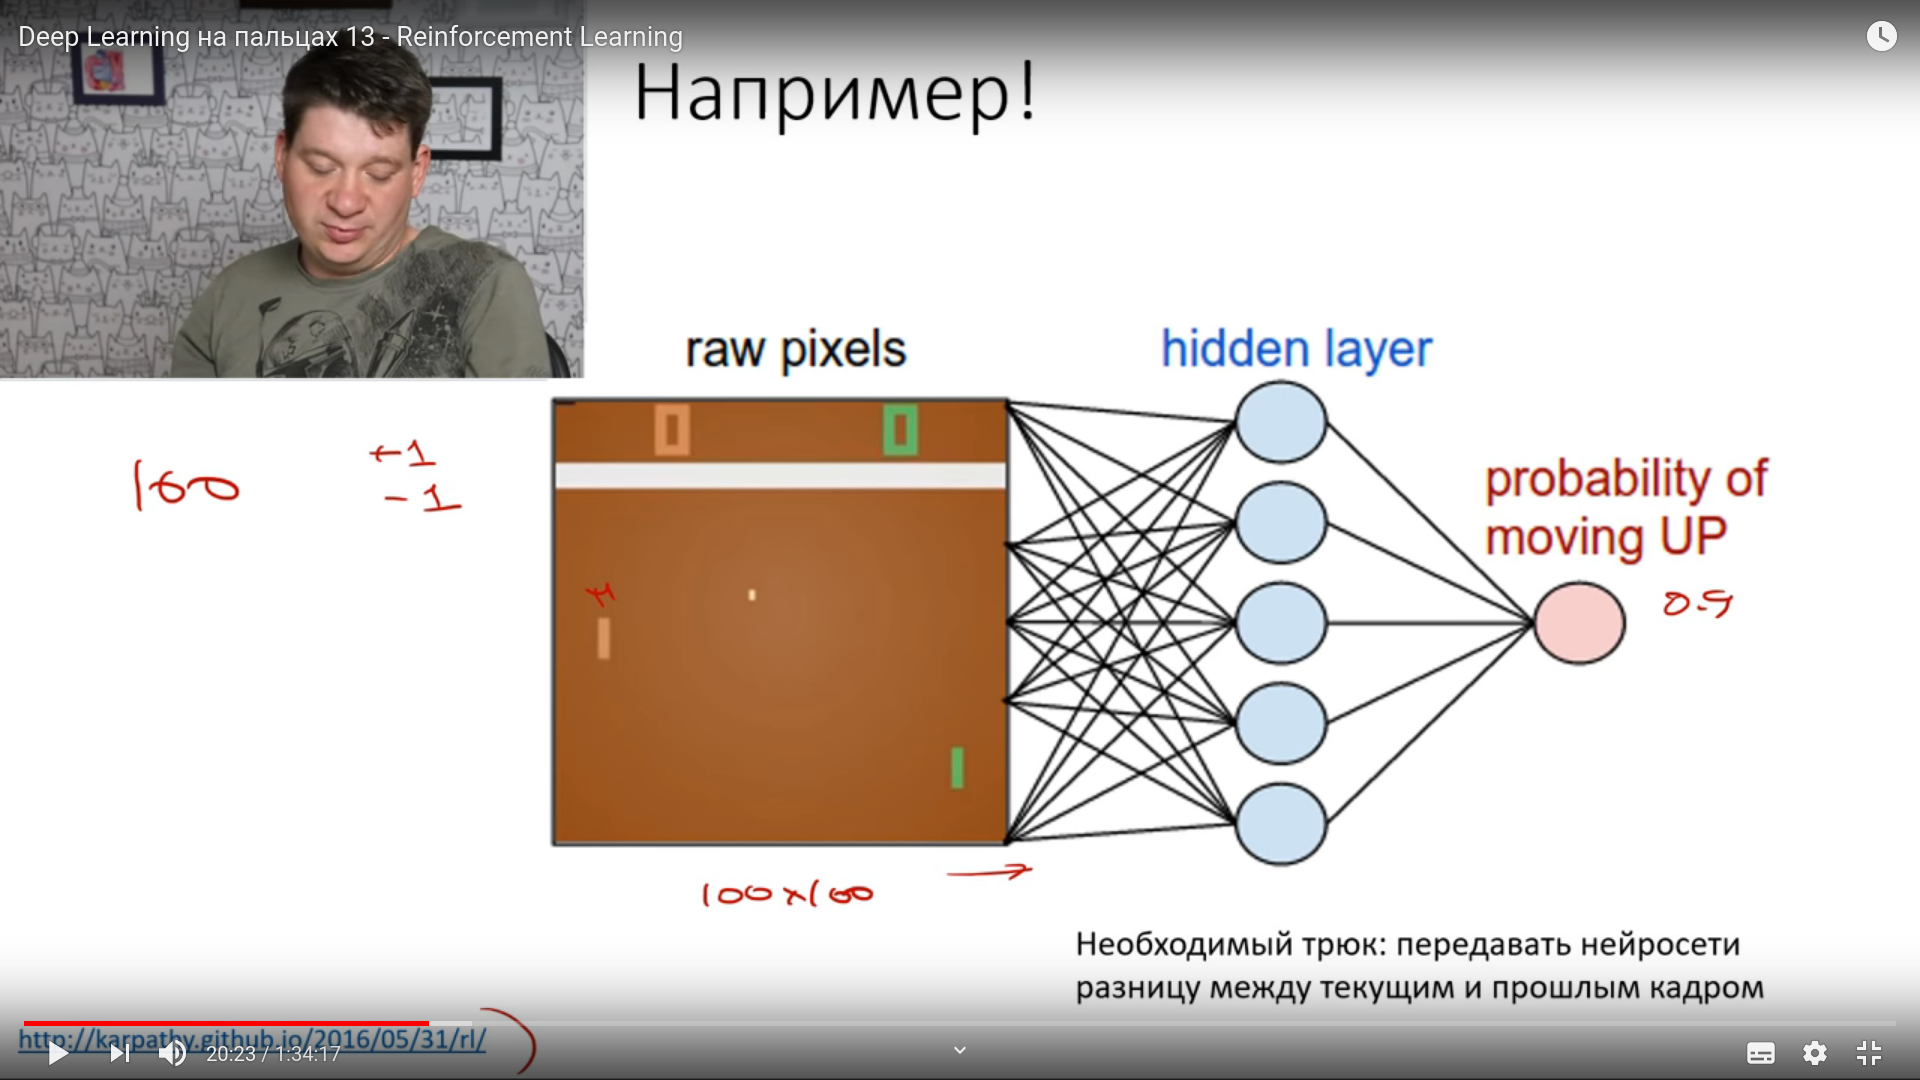 Deep Learning на пальцах 13 - Reinforcement Learning
Например!
raw pixels
hidden layer
0 0
100
+1
-1
probability of
moving UP
100x100
Необходимый трюк: передавать нейросети
разницу между текущим и прошлым кадром
http://karpathy.github.io/2016/05/31/rl/
20:23 / 1:34:17